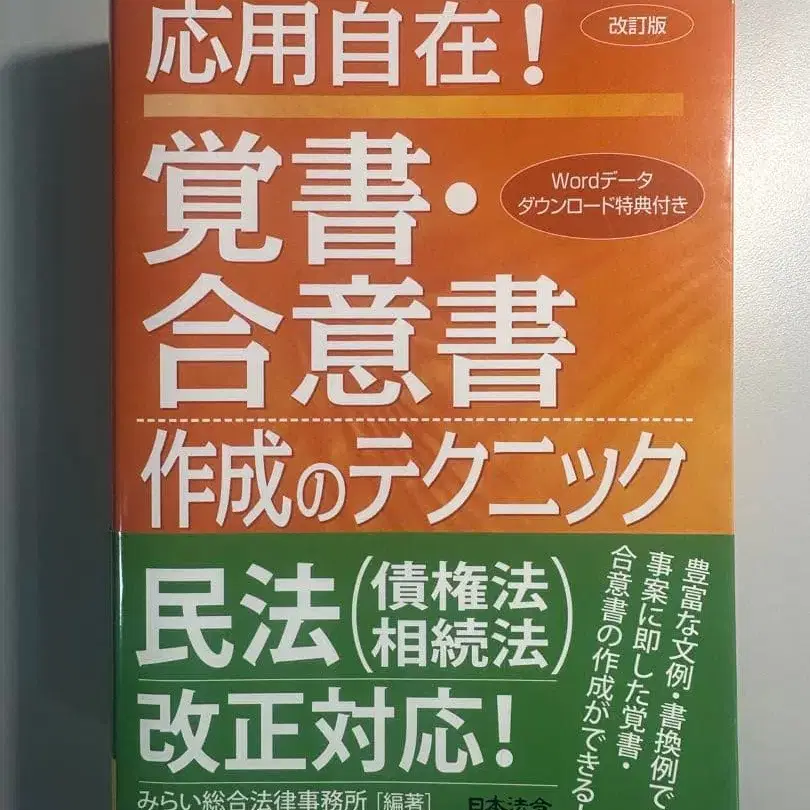 応用自在!
改訂版
覚書・
合意書
Wordデータ
ダウンロード特典付き
作成のテクニック
民法(債権法
相続法)
改正対応!
豊富な文例・書換例で
事案に即した覚書・
合意書の作成ができる!
みらい総合法律事務所[編著]
日本法令